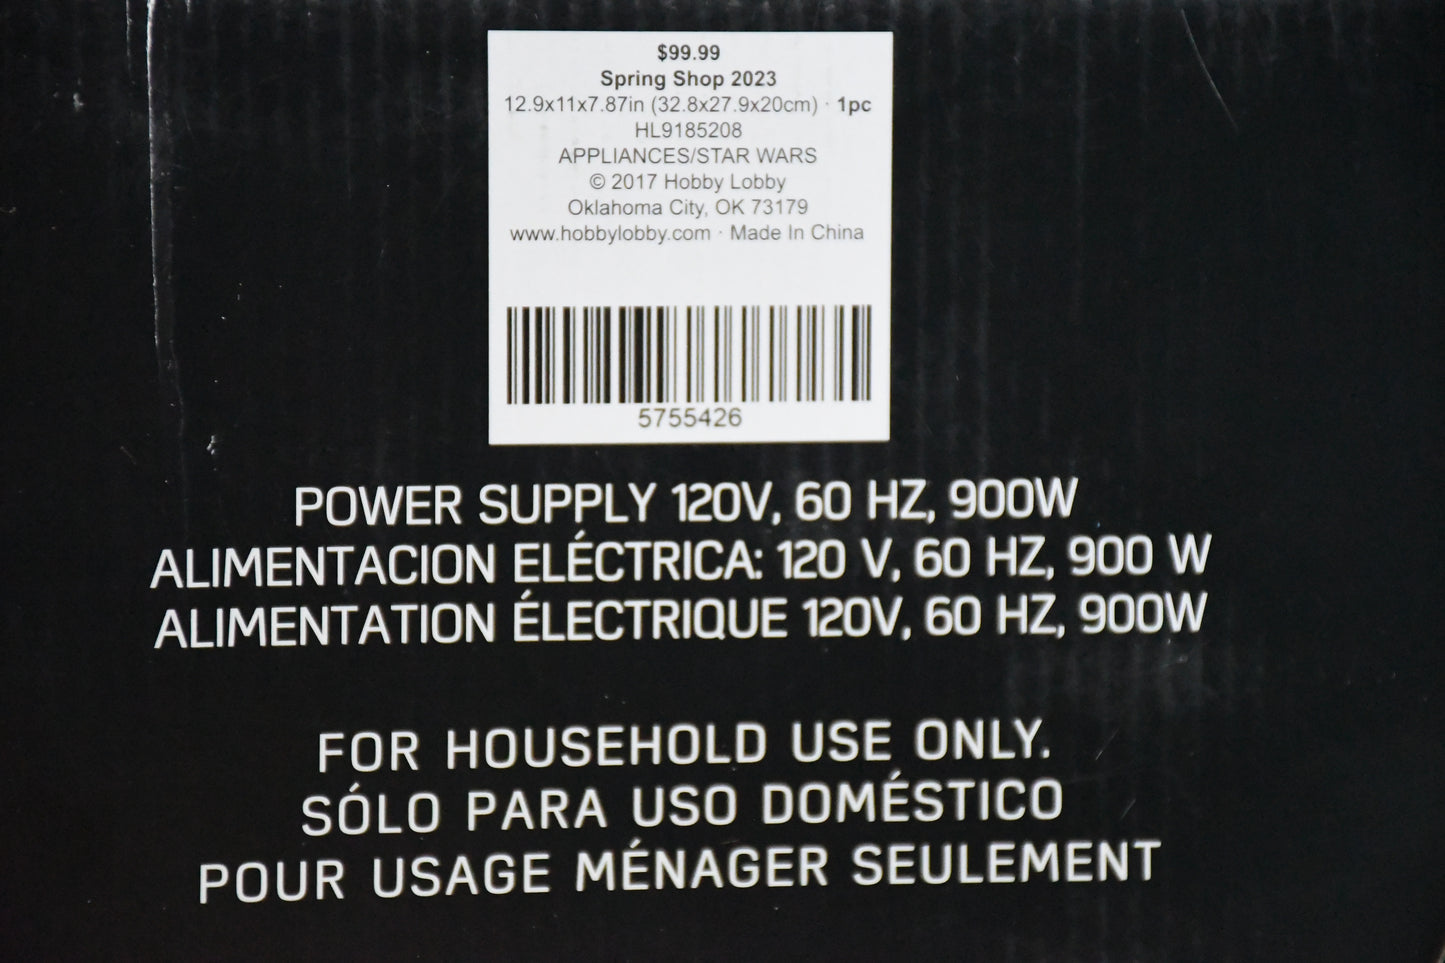 $99.99
Spring Shop 2023
12.9x11x7.87in (32.8x27.9x20cm) · 1pc
HL9185208
APPLIANCES/STAR WARS
© 2017 Hobby Lobby
Oklahoma City, OK 73179
www.hobbylobby.com · Made In China
5755426
POWER SUPPLY 120V, 60 HZ, 900W
ALIMENTACION ELÉCTRICA: 120 V, 60 HZ, 900 W
ALIMENTATION ÉLECTRIQUE 120V, 60 HZ, 900W
FOR HOUSEHOLD USE ONLY.
SÓLO PARA USO DOMÉSTICO
POUR USAGE MÉNAGER SEULEMENT